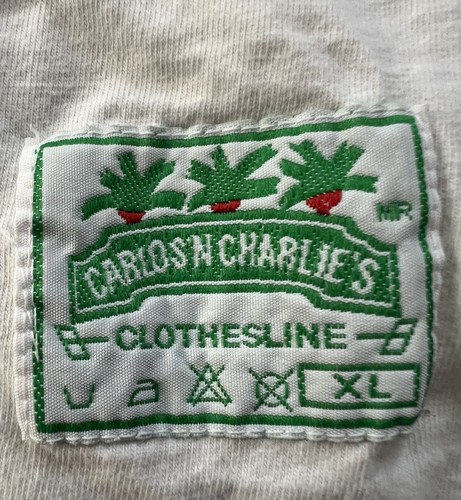 MR
CARLOS'N CHARLIE'S
CLOTHESLINE
a XL